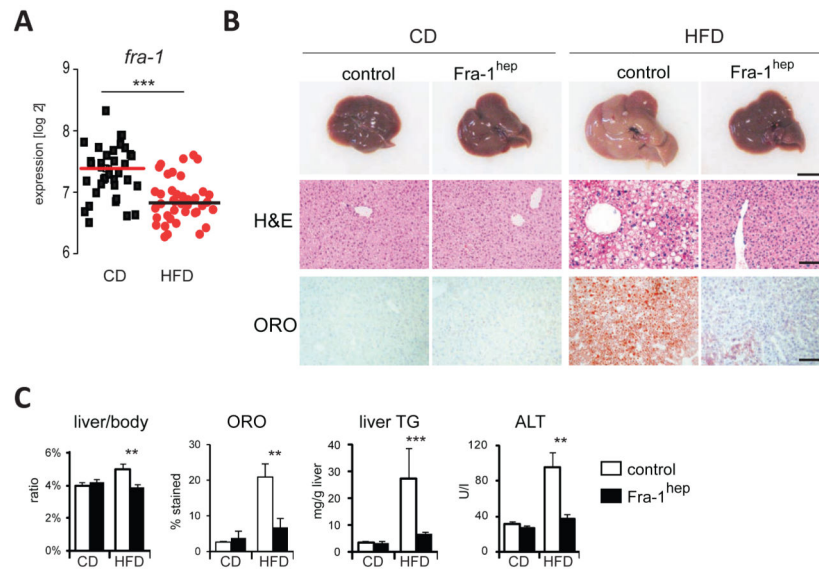 A
fra-1
9
8
7
6
expression [log 2]
***
CD HFD
B
CD HFD
control Fra-1hep control Fra-1hep
H&E
ORO
C
liver/body
6%
4%
2%
0%
ratio
**
CD HFD
ORO
30
20
10
0
% stained
**
CD HFD
liver TG
40
30
20
10
0
mg/g liver
***
CD HFD
ALT
120
80
40
0
U/l
**
CD HFD
control
Fra-1hep